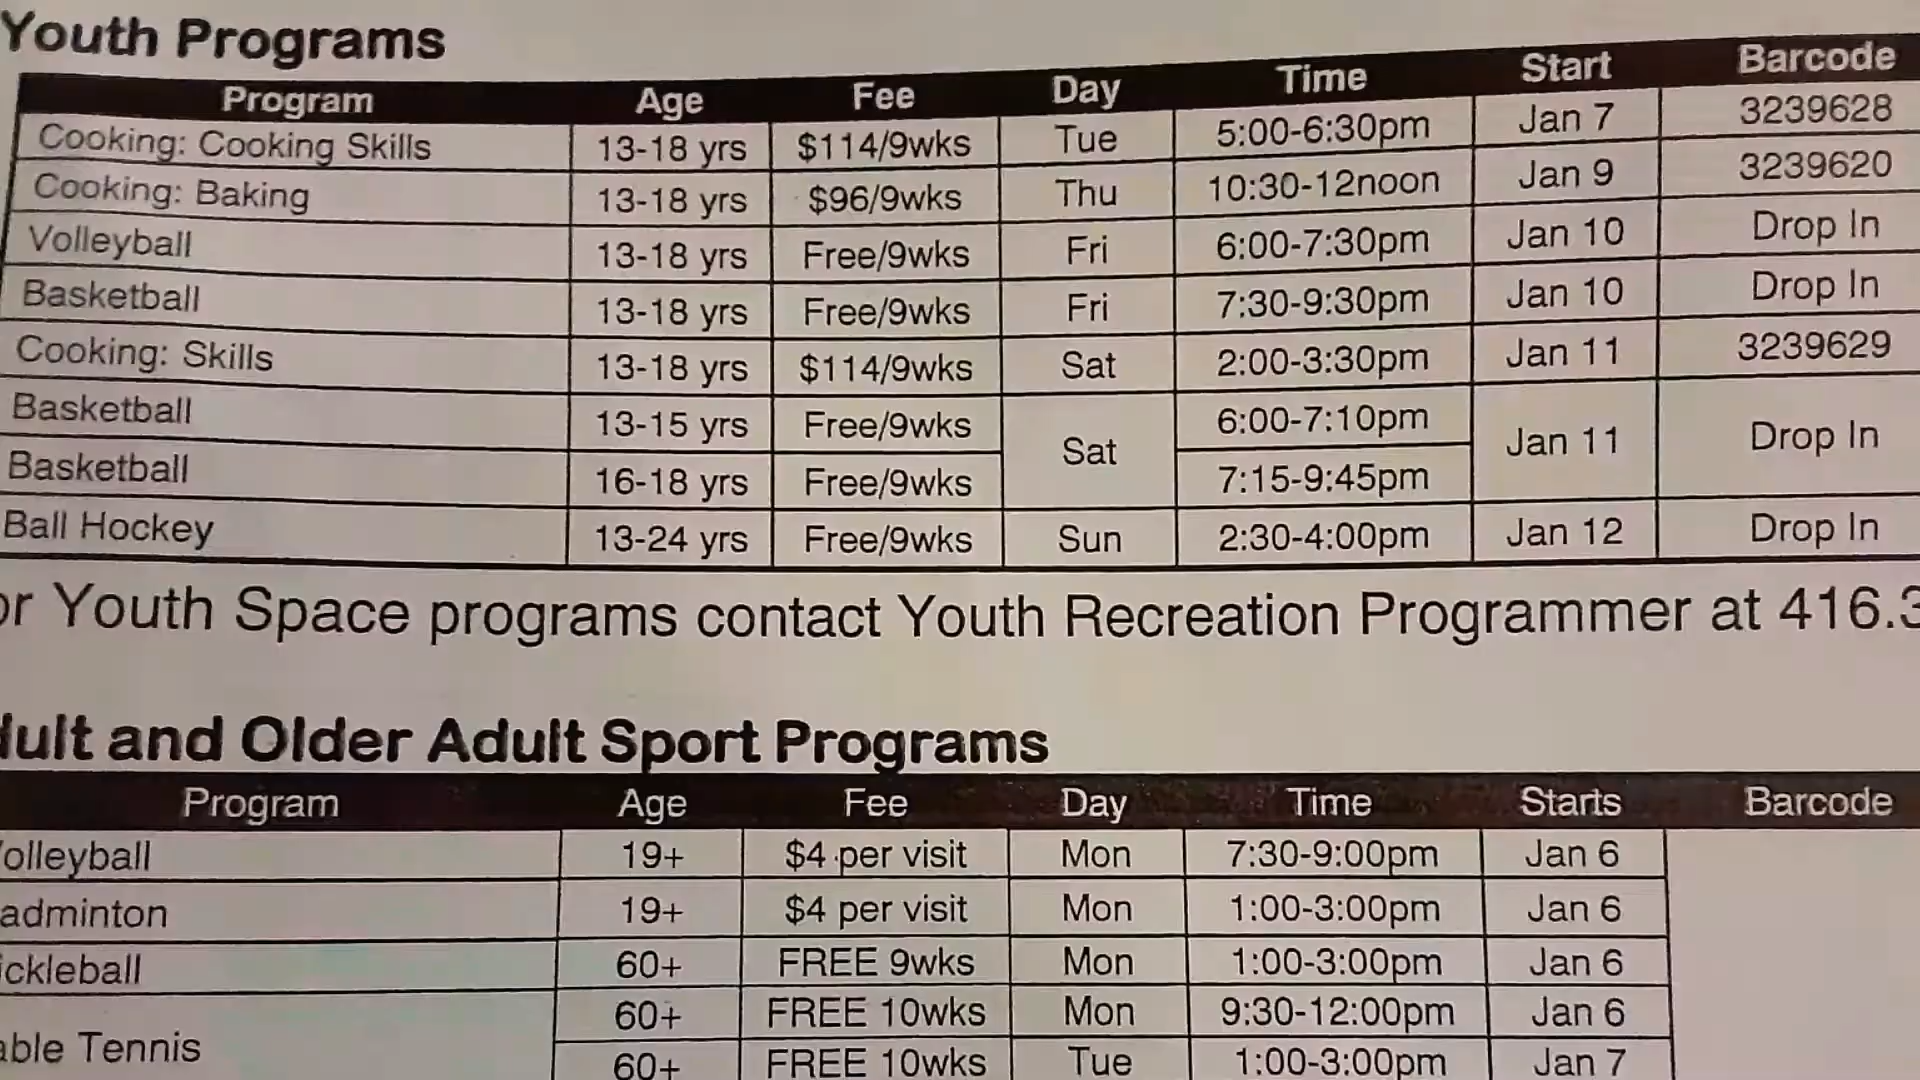 Youth Programs
Program Age Fee Day Time Start Barcode
Cooking: Cooking Skills 13-18 yrs $114/9wks Tue 5:00-6:30pm Jan 7 3239628
Cooking: Baking 13-18 yrs $96/9wks Thu 10:30-12noon Jan 9 3239620
Volleyball 13-18 yrs Free/9wks Fri 6:00-7:30pm Jan 10 Drop In
Basketball 13-18 yrs Free/9wks Fri 7:30-9:30pm Jan 10 Drop In
Cooking: Skills 13-18 yrs $114/9wks Sat 2:00-3:30pm Jan 11 3239629
Basketball 13-15 yrs Free/9wks Sat 6:00-7:10pm Jan 11 Drop In
Basketball 16-18 yrs Free/9wks 7:15-9:45pm
Ball Hockey 13-24 yrs Free/9wks Sun 2:30-4:00pm Jan 12 Drop In
or Youth Space programs contact Youth Recreation Programmer at 416.3
dult and Older Adult Sport Programs
Program Age Fee Day Time Starts Barcode
olleyball 19+ $4 per visit Mon 7:30-9:00pm Jan 6
adminton 19+ $4 per visit Mon 1:00-3:00pm Jan 6
ickleball 60+ FREE 9wks Mon 1:00-3:00pm Jan 6
able Tennis 60+ FREE 10wks Mon 9:30-12:00pm Jan 6
60+ FREE 10wks Tue 1:00-3:00pm Jan 7